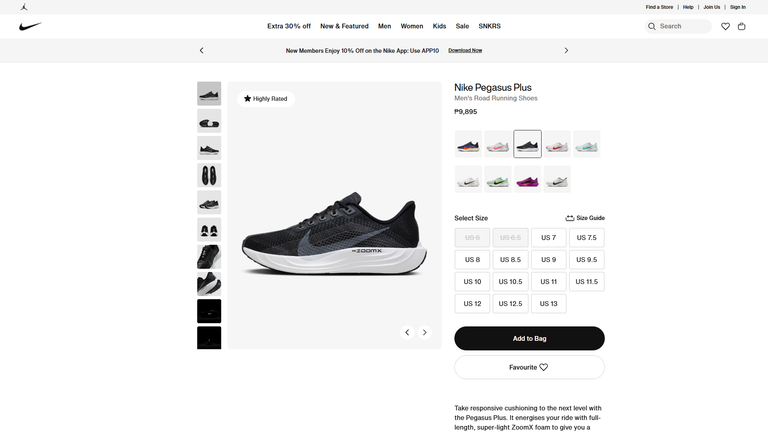 Find a Store | Help | Join Us | Sign In
Extra 30% off New & Featured Men Women Kids Sale SNKRS
Search
New Members Enjoy 10% Off on the Nike App: Use APP10 Download Now
Highly Rated
Nike Pegasus Plus
Men's Road Running Shoes
₱9,895
ZOOMX
Select Size
Size Guide
US 6 US 6.5 US 7 US 7.5
US 8 US 8.5 US 9 US 9.5
US 10 US 10.5 US 11 US 11.5
US 12 US 12.5 US 13
Add to Bag
Favourite
Take responsive cushioning to the next level with
the Pegasus Plus. It energises your ride with full-
length, super-light ZoomX foam to give you a